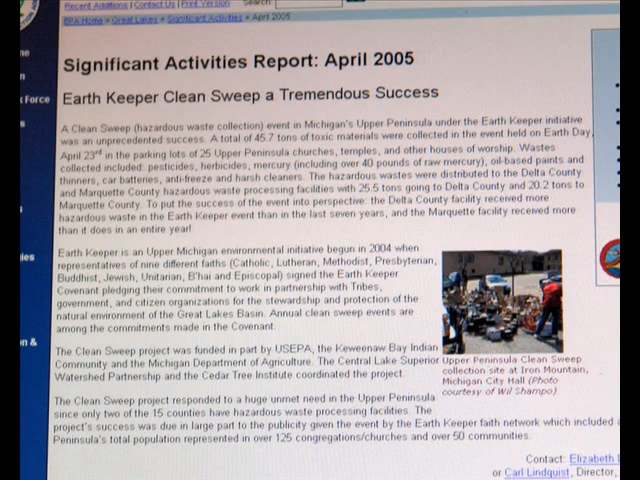 Recent Additions | Contact Us | Print Version Search:
EPA Home » Great Lakes » Significant Activities » April 2005
Significant Activities Report: April 2005
Earth Keeper Clean Sweep a Tremendous Success
A Clean Sweep (hazardous waste collection) event in Michigan's Upper Peninsula under the Earth Keeper initiative
was an unprecedented success. A total of 45.7 tons of toxic materials were collected in the event held on Earth Day,
April 23rd in the parking lots of 25 Upper Peninsula churches, temples, and other houses of worship. Wastes
collected included: pesticides, herbicides, mercury (including over 40 pounds of raw mercury), oil-based paints and
thinners, car batteries, anti-freeze and harsh cleaners. The hazardous wastes were distributed to the Delta County
and Marquette County hazardous waste processing facilities with 25.5 tons going to Delta County and 20.2 tons to
Marquette County. To put the success of the event into perspective: the Delta County facility received more
hazardous waste in the Earth Keeper event than in the last seven years, and the Marquette facility received more
than it does in an entire year!
Earth Keeper is an Upper Michigan environmental initiative begun in 2004 when
representatives of nine different faiths (Catholic, Lutheran, Methodist, Presbyterian,
Buddhist, Jewish, Unitarian, B'hai and Episcopal) signed the Earth Keeper
Covenant pledging their commitment to work in partnership with Tribes,
government, and citizen organizations for the stewardship and protection of the
natural environment of the Great Lakes Basin. Annual clean sweep events are
among the commitments made in the Covenant.
The Clean Sweep project was funded in part by USEPA, the Keweenaw Bay Indian
Community and the Michigan Department of Agriculture. The Central Lake Superior
Watershed Partnership and the Cedar Tree Institute coordinated the project.
Upper Peninsula Clean Sweep
collection site at Iron Mountain,
Michigan City Hall (Photo
courtesy of Wil Shampo)
The Clean Sweep project responded to a huge unmet need in the Upper Peninsula
since only two of the 15 counties have hazardous waste processing facilities. The
project's success was due in large part to the publicity given the event by the Earth Keeper faith network which included
Peninsula's total population represented in over 125 congregations/churches and over 50 communities.
Contact: Elizabeth
or Carl Lindquist, Director,
Force
&